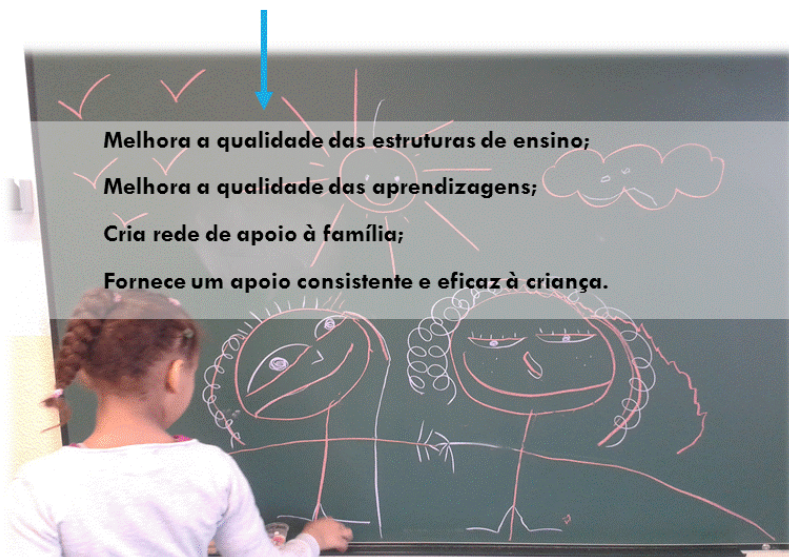 Melhora a qualidade das estruturas de ensino;
Melhora a qualidade das aprendizagens;
Cria rede de apoio à família;
Fornece um apoio consistente e eficaz à criança.